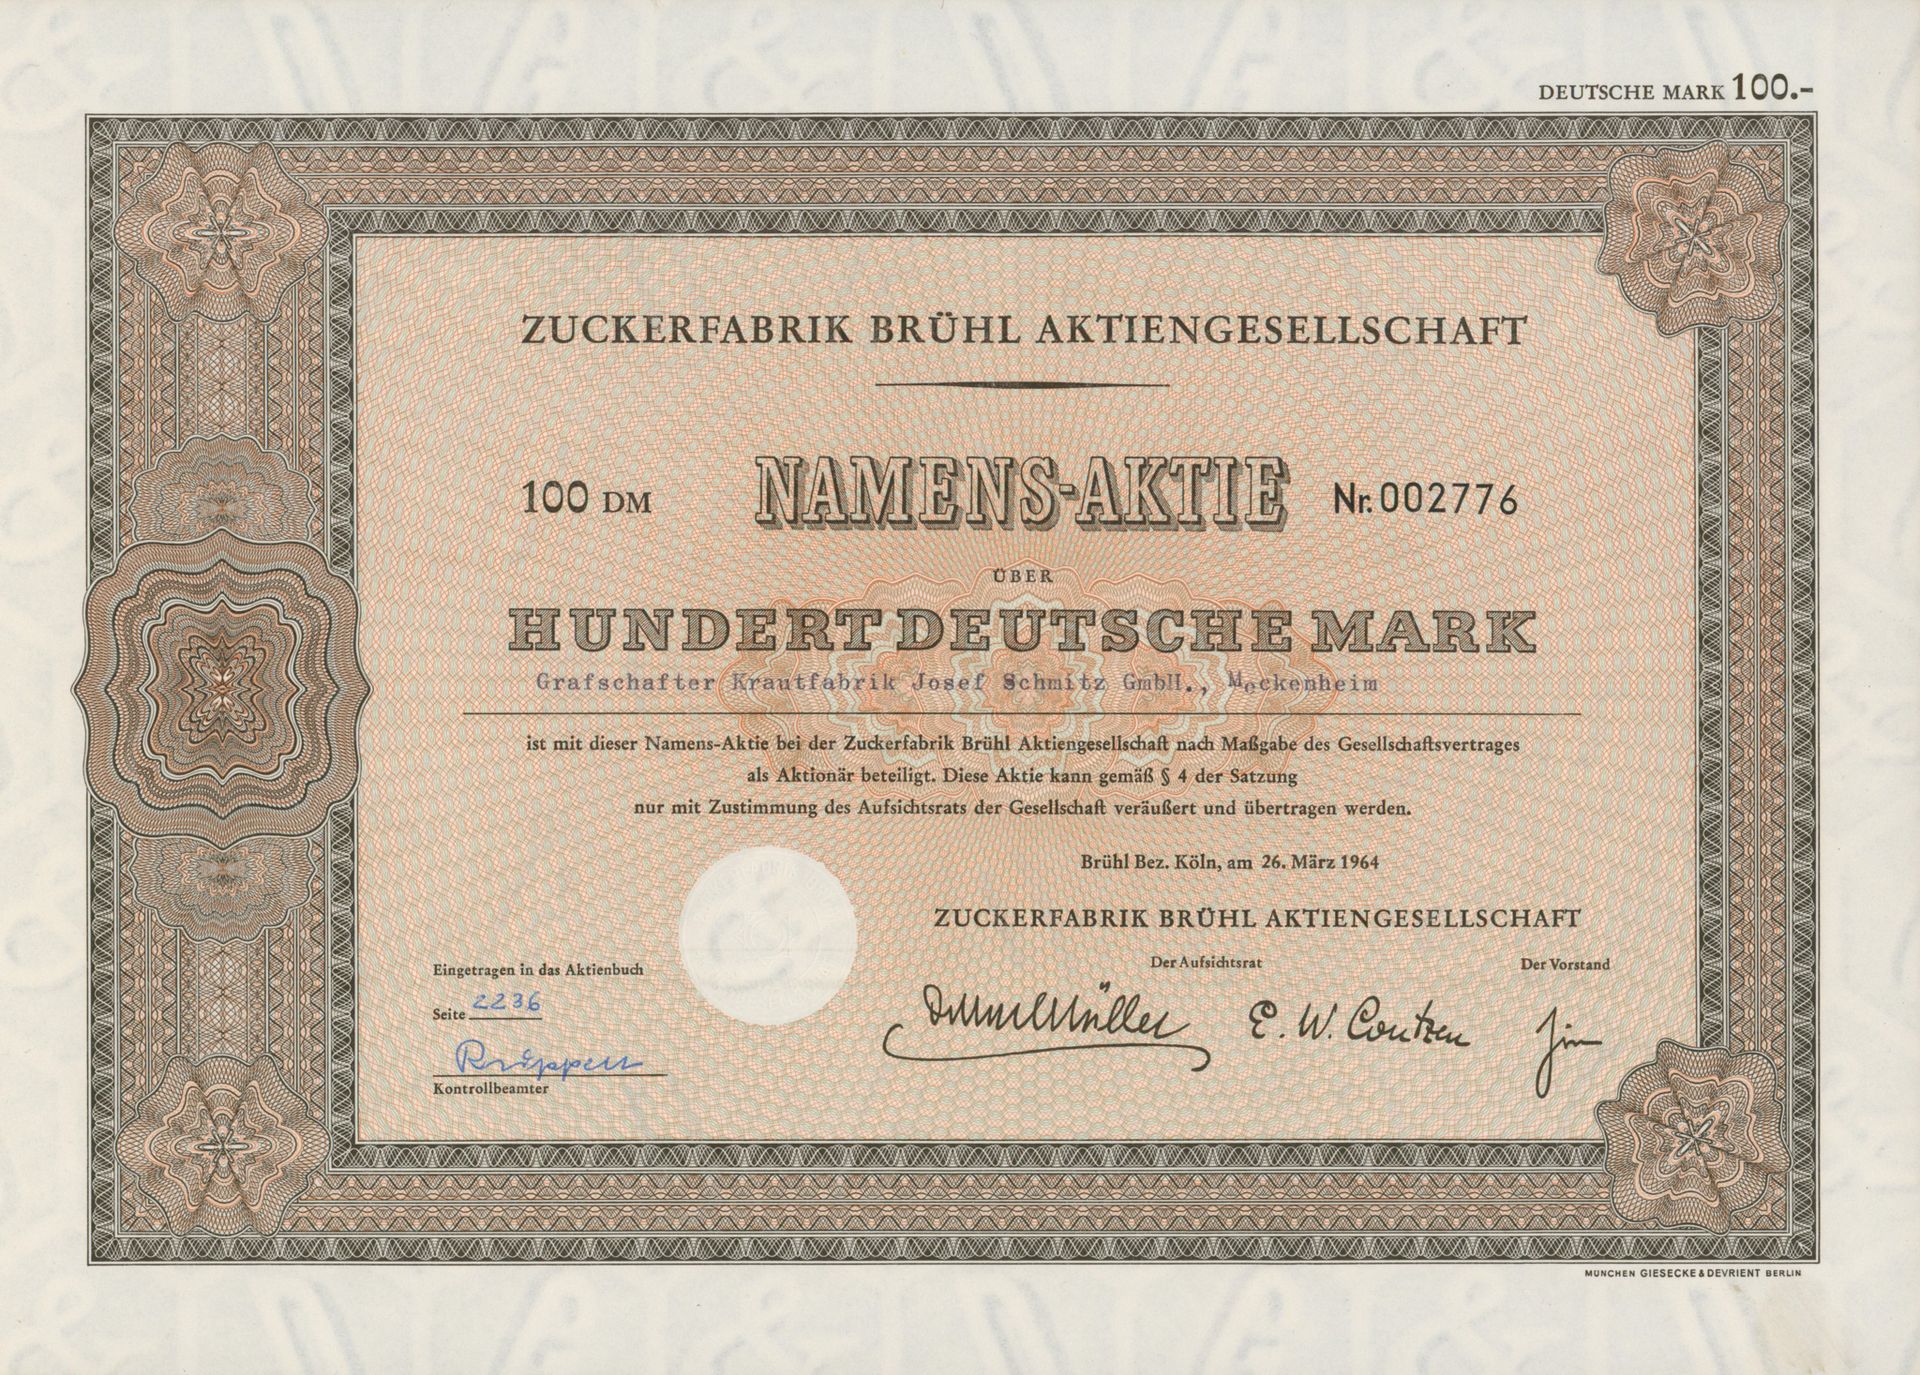 DEUTSCHE MARK 100.-
ZUCKERFABRIK BRÜHL AKTIENGESELLSCHAFT
100 DM NAMENS-AKTIE Nr. 002776
ÜBER
HUNDERT DEUTSCHE MARK
Grafschafter Krautfabrik Josef Schmitz GmbH., Meckenheim
ist mit dieser Namens-Aktie bei der Zuckerfabrik Brühl Aktiengesellschaft nach Maßgabe des Gesellschaftsvertrages
als Aktionär beteiligt. Diese Aktie kann gemäß § 4 der Satzung
nur mit Zustimmung des Aufsichtsrats der Gesellschaft veräußert und übertragen werden.
Brühl Bez. Köln, am 26. März 1964
ZUCKERFABRIK BRÜHL AKTIENGESELLSCHAFT
Der Aufsichtsrat Der Vorstand
E. W. Contzen
Eingetragen in das Aktienbuch
Seite 2236
Kontrollbeamter
MÜNCHEN GIESECKE & DEVRIENT BERLIN